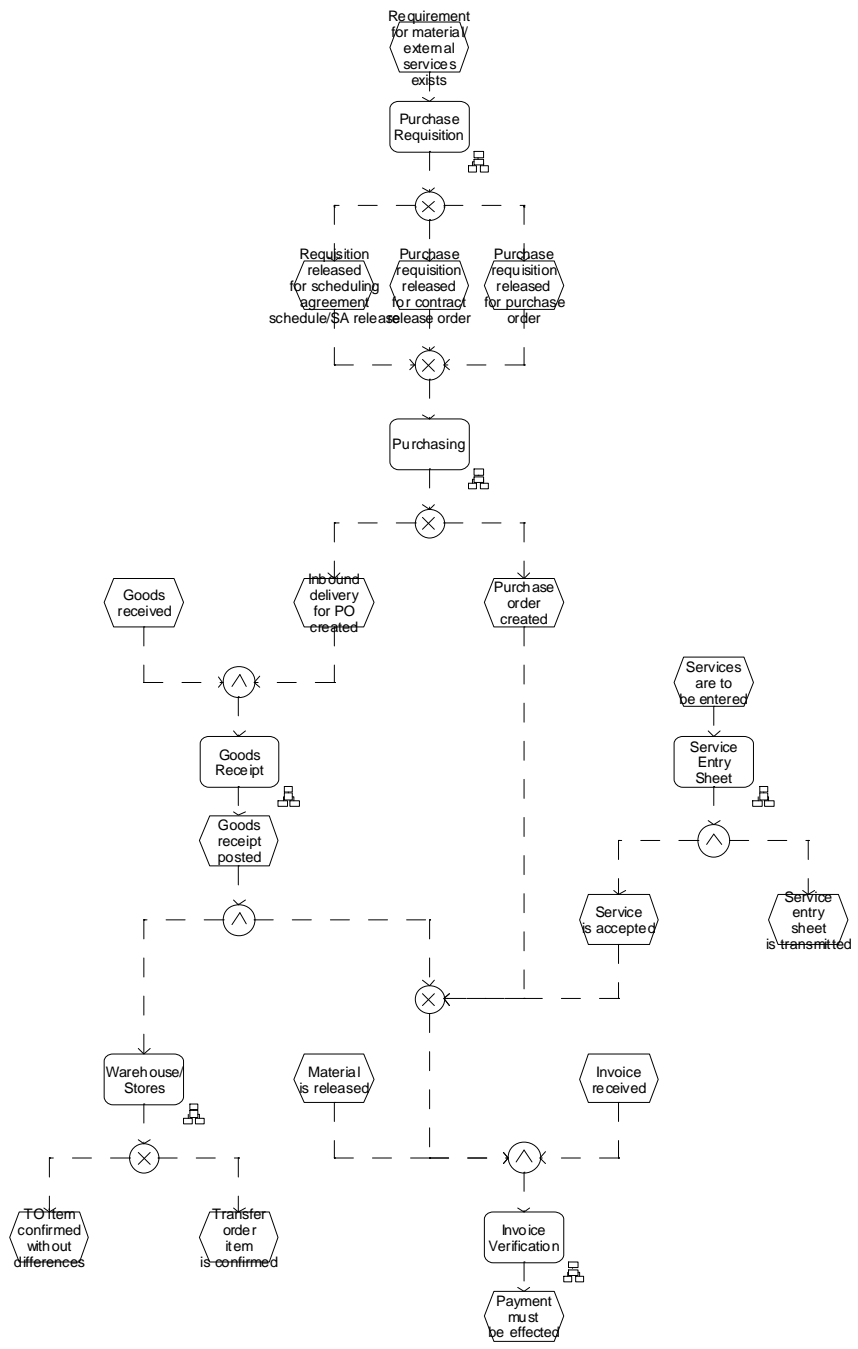 Requirement
for material/
external
services
exists
Purchase
Requisition
Requisition
released
for scheduling
agreement
schedule/SA release
Purchase
requisition
released
for contract
release order
Purchase
requisition
released
for purchase
order
Purchasing
Goods
received
Inbound
delivery
for PO
created
Purchase
order
created
Services
are to
be entered
Goods
Receipt
Service
Entry
Sheet
Goods
receipt
posted
Service
is accepted
Service
entry
sheet
is transmitted
Warehouse/
Stores
Material
is released
Invoice
received
TO item
confirmed
without
differences
Transfer
order
item
is confirmed
Invoice
Verification
Payment
must
be effected